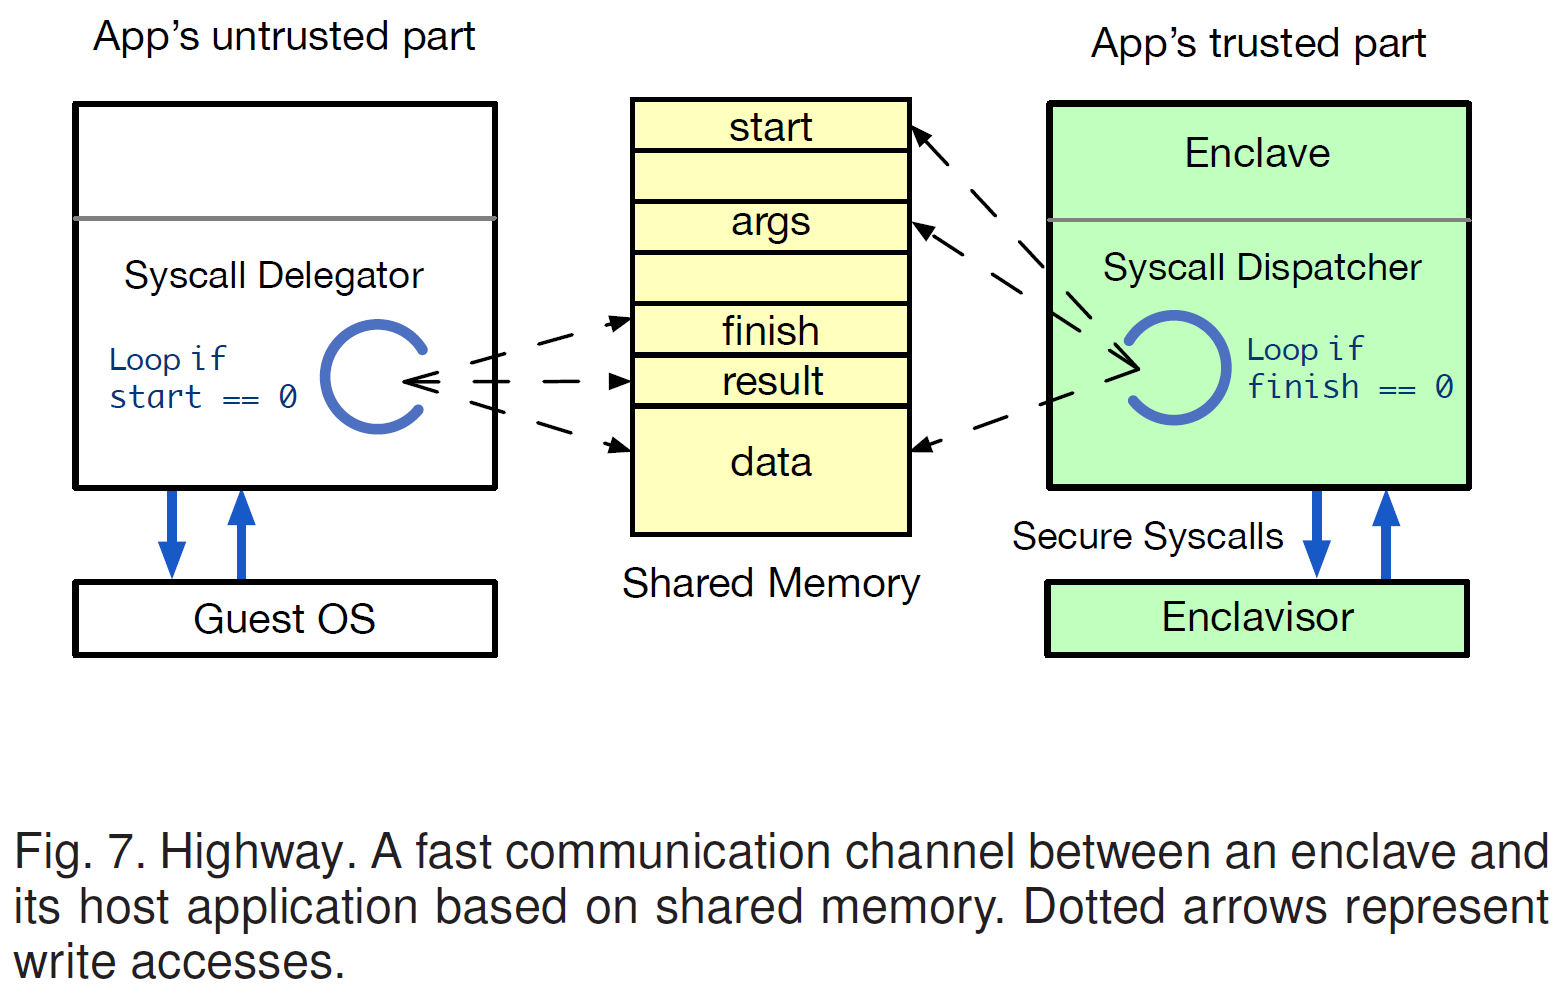 App's untrusted part
App's trusted part
start
args
finish
result
data
Shared Memory
Syscall Delegator
Loop if
start == 0
Guest OS
Enclave
Syscall Dispatcher
Loop if
finish == 0
Secure Syscalls
Enclavisor
Fig. 7. Highway. A fast communication channel between an enclave and
its host application based on shared memory. Dotted arrows represent
write accesses.